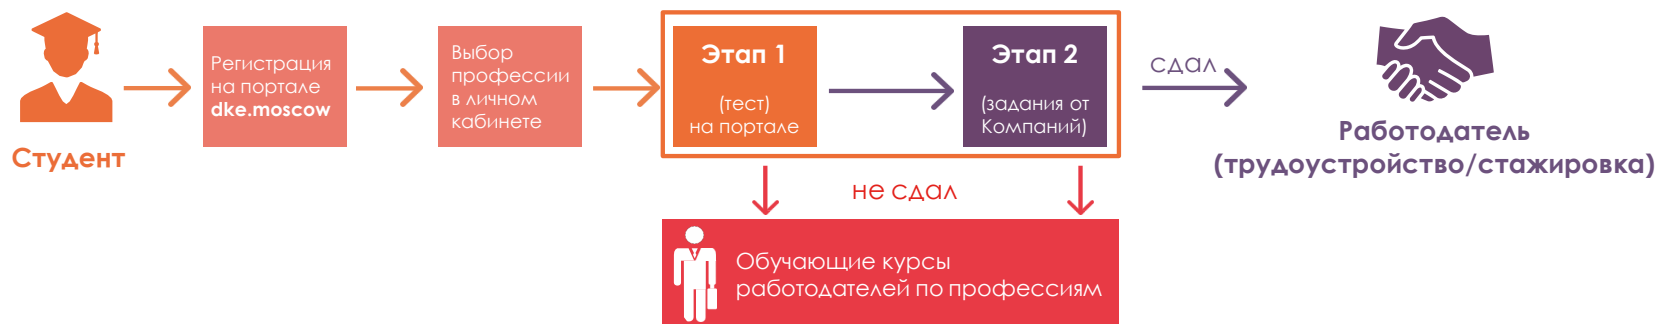 Студент
Регистрация
на портале
dke.moscow
Выбор
профессии
в личном
кабинете
Этап 1
(тест)
на портале
Этап 2
(задания от
Компаний)
сдал
Работодатель
(трудоустройство/стажировка)
не сдал
Обучающие курсы
работодателей по профессиям